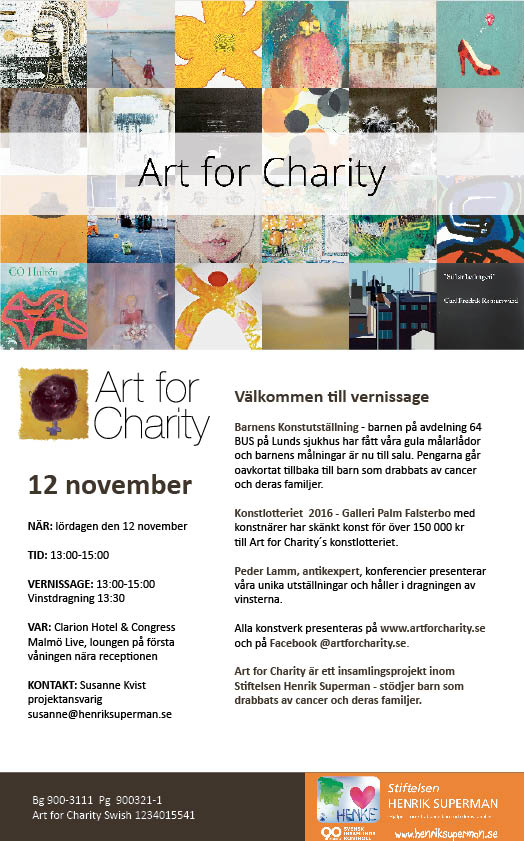 Art for Charity
CO Hultén
Carl Fredrik Reuterswärd
Art for
Charity
12 november
NÄR: lördagen den 12 november
TID: 13:00-15:00
VERNISSAGE: 13:00-15:00
Vinstdragning 13:30
VAR: Clarion Hotel & Congress
Malmö Live, loungen på första
våningen nära receptionen
KONTAKT: Susanne Kvist
projektansvarig
susanne@henriksuperman.se
Välkommen till vernissage
Barnens Konstutställning - barnen på avdelning 64
BUS på Lunds sjukhus har fått våra gula målarlådor
och barnens målningar är nu till salu. Pengarna går
oavkortat tillbaka till barn som drabbats av cancer
och deras familjer.
Konstlotteriet 2016 - Galleri Palm Falsterbo med
konstnärer har skänkt konst för över 150 000 kr
till Art for Charity´s konstlotteriet.
Peder Lamm, antikexpert, konferencier presenterar
våra unika utställningar och håller i dragningen av
vinsterna.
Alla konstverk presenteras på www.artforcharity.se
och på Facebook @artforcharity.se.
Art for Charity är ett insamlingsprojekt inom
Stiftelsen Henrik Superman - stödjer barn som
drabbats av cancer och deras familjer.
Bg 900-3111 Pg 900321-1
Art for Charity Swish 1234015541
HENKE
Stiftelsen
HENRIK SUPERMAN
90 SVENSK
INSAMLINGS
KONTROLL
www.henriksuperman.se